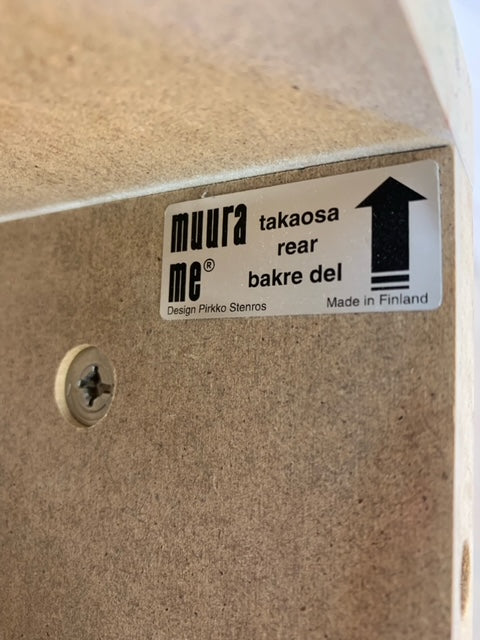 muura
me®
takaosa
rear
bakre del
Design Pirkko Stenros
Made in Finland